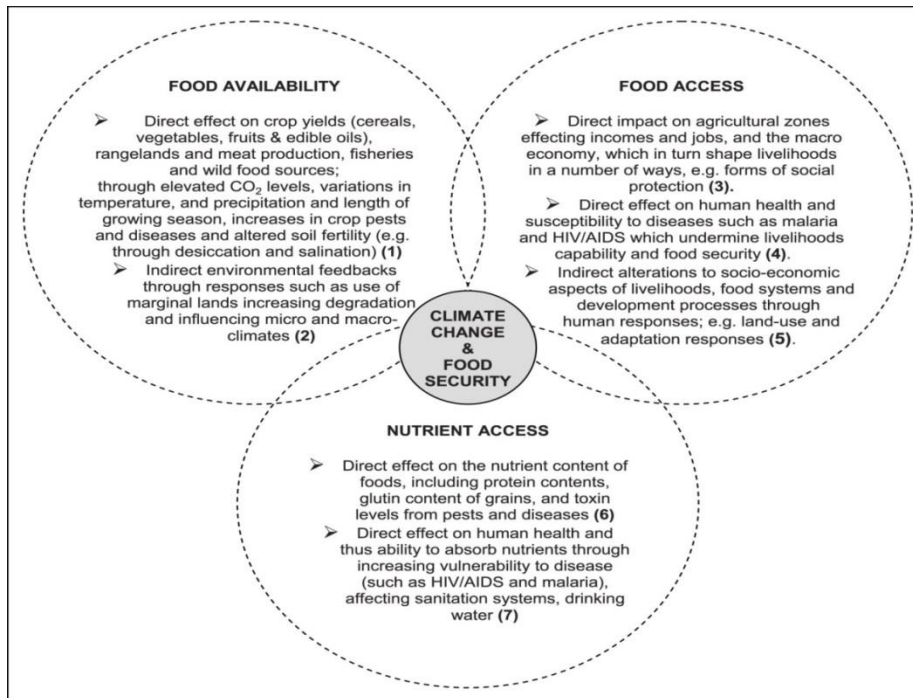 FOOD AVAILABILITY
➢ Direct effect on crop yields (cereals,
vegetables, fruits & edible oils),
rangelands and meat production, fisheries
and wild food sources;
through elevated CO₂ levels, variations in
temperature, and precipitation and length of
growing season, increases in crop pests
and diseases and altered soil fertility (e.g.
through desiccation and salination) (1)
➢ Indirect environmental feedbacks
through responses such as use of
marginal lands increasing degradation
and influencing micro and macro-
climates (2)
FOOD ACCESS
➢ Direct impact on agricultural zones
effecting incomes and jobs, and the macro
economy, which in turn shape livelihoods
in a number of ways, e.g. forms of social
protection (3).
➢ Direct effect on human health and
susceptibility to diseases such as malaria
and HIV/AIDS which undermine livelihoods
capability and food security (4).
➢ Indirect alterations to socio-economic
aspects of livelihoods, food systems and
development processes through
human responses; e.g. land-use and
adaptation responses (5).
CLIMATE
CHANGE
&
FOOD
SECURITY
NUTRIENT ACCESS
➢ Direct effect on the nutrient content of
foods, including protein contents,
glutin content of grains, and toxin
levels from pests and diseases (6)
➢ Direct effect on human health and
thus ability to absorb nutrients through
increasing vulnerability to disease
(such as HIV/AIDS and malaria),
affecting sanitation systems, drinking
water (7)